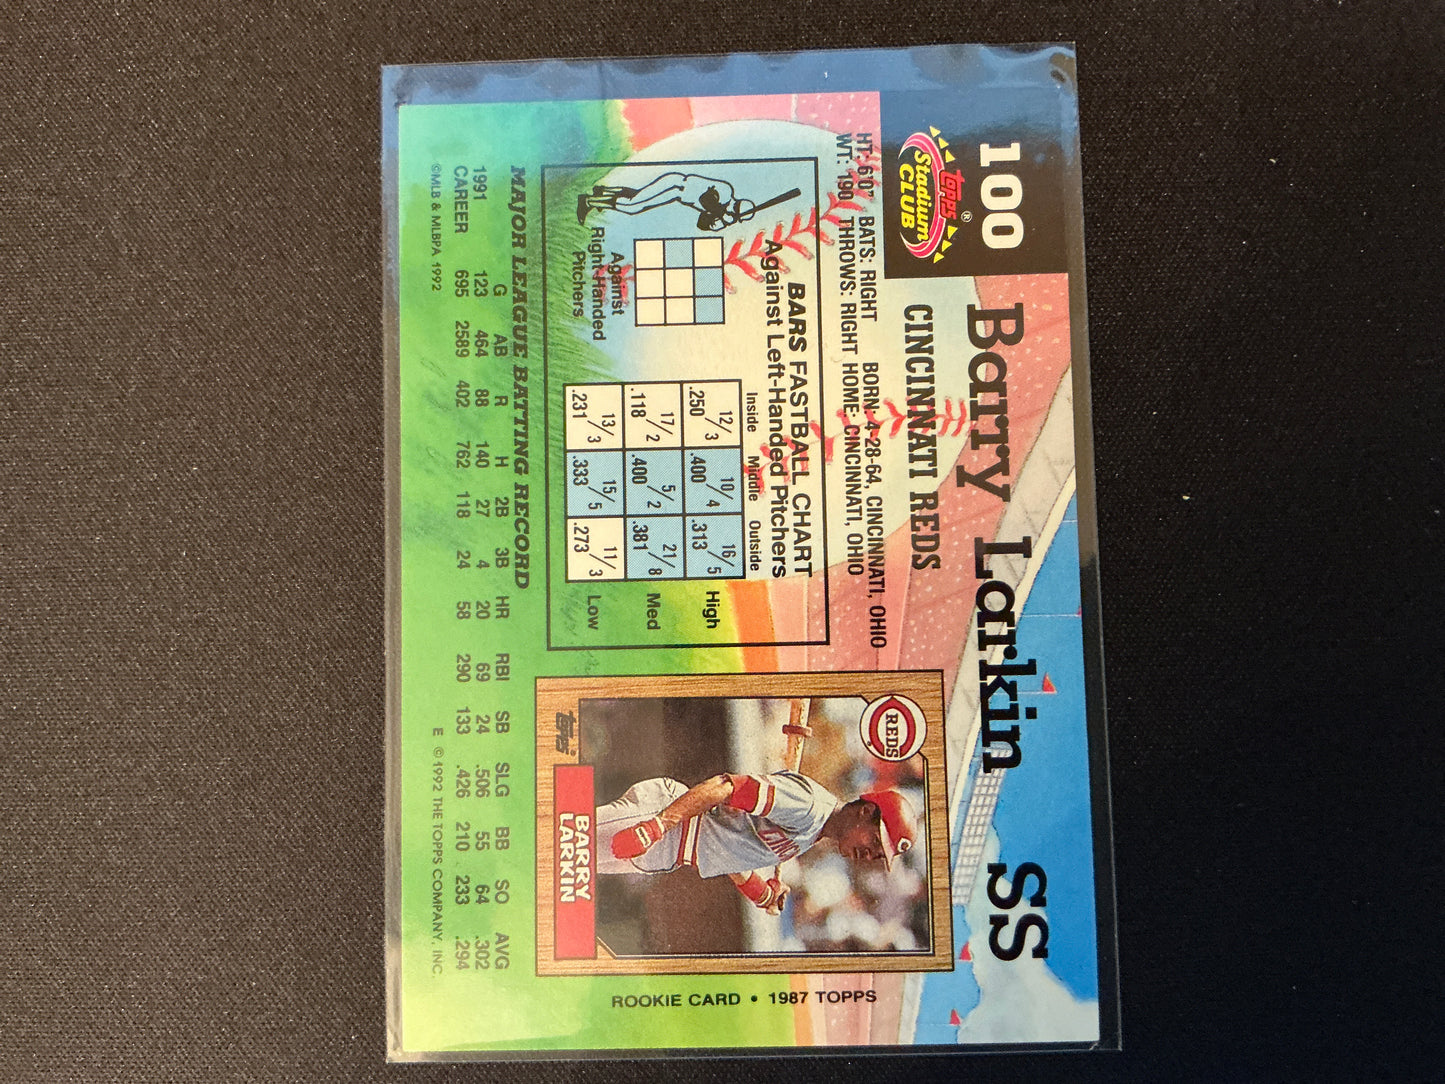 100
Barry Larkin SS
topps®
Stadium
CLUB
CINCINNATI REDS
HT: 6'0" BATS: RIGHT BORN: 4-28-64, CINCINNATI, OHIO
WT: 190 THROWS: RIGHT HOME: CINCINNATI, OHIO
BARS FASTBALL CHART
Against Left-Handed Pitchers
Inside Middle Outside
12/3 10/4 16/5 High
.250 .400 .313
17/2 5/2 21/8 Med
.118 .400 .381
13/3 15/5 11/3 Low
.231 .333 .273
Against
Right-Handed
Pitchers
REDS
topps
BARRY
LARKIN
ROOKIE CARD • 1987 TOPPS
MAJOR LEAGUE BATTING RECORD
G AB R H 2B 3B HR RBI SB SLG BB SO AVG
1991 123 464 88 140 27 4 20 69 24 .506 55 64 .302
CAREER 695 2589 402 762 118 24 58 290 133 .426 210 233 .294
©MLB & MLBPA 1992 E ©1992 THE TOPPS COMPANY, INC.